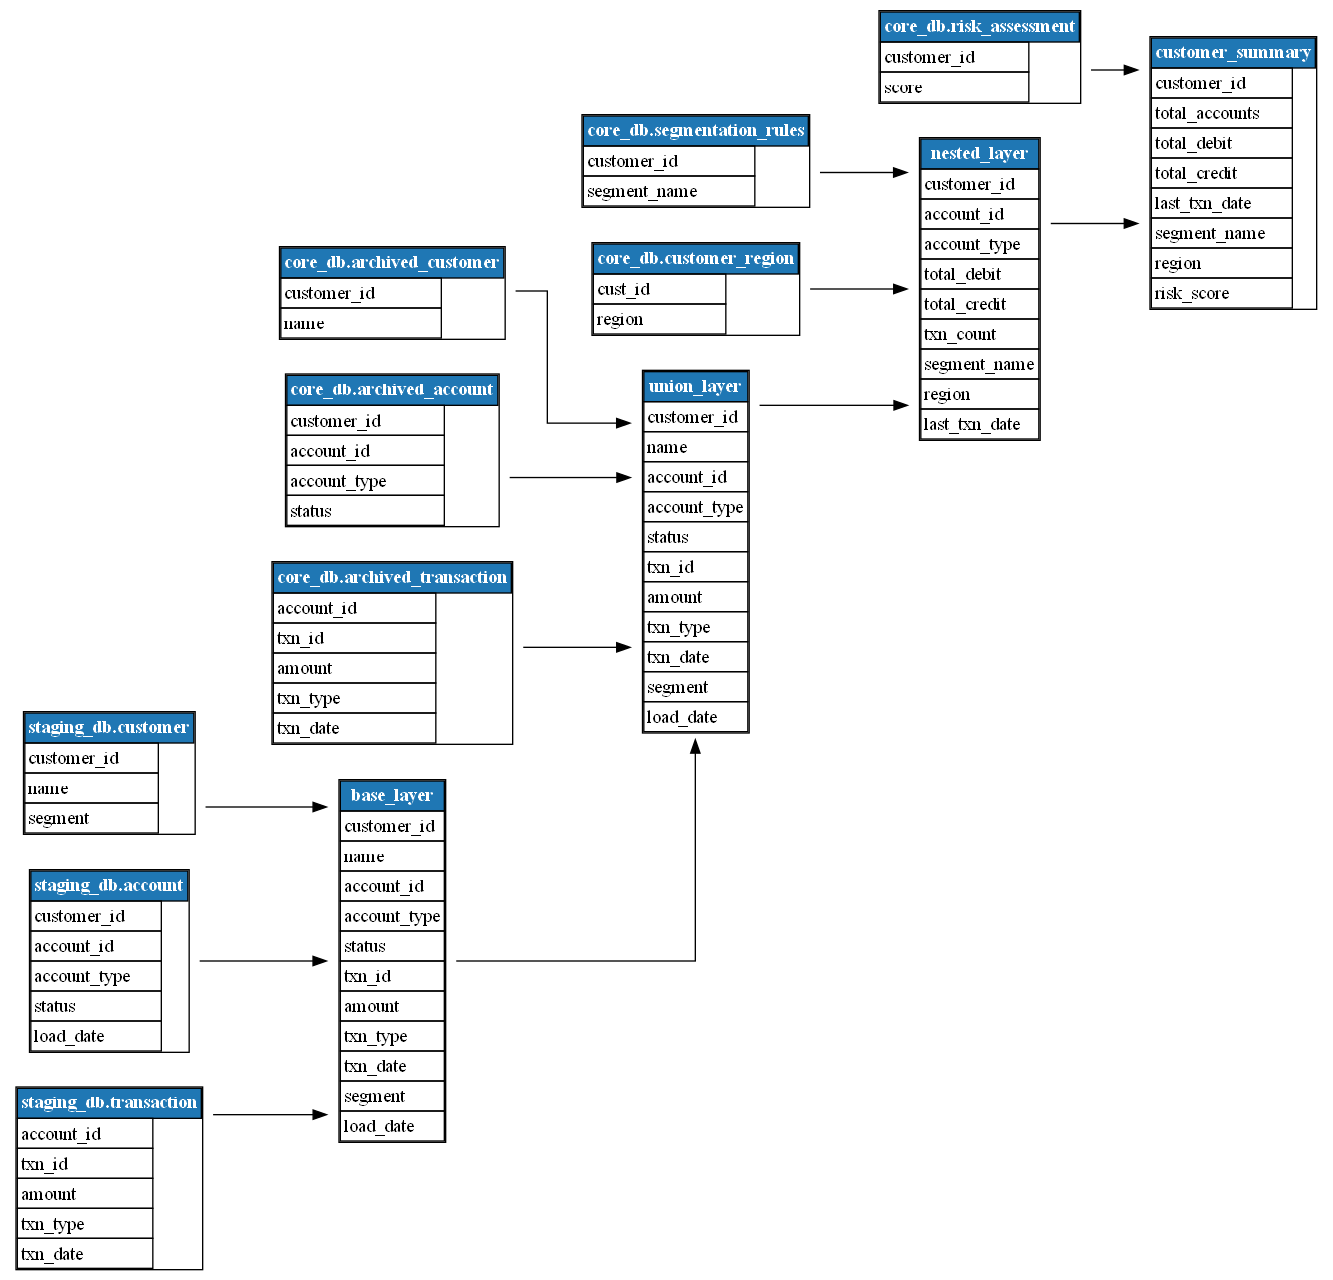 core_db.risk_assessment
customer_id
score
customer_summary
customer_id
total_accounts
total_debit
total_credit
last_txn_date
segment_name
region
risk_score
core_db.segmentation_rules
customer_id
segment_name
nested_layer
customer_id
account_id
account_type
total_debit
total_credit
txn_count
segment_name
region
last_txn_date
core_db.archived_customer
customer_id
name
core_db.customer_region
cust_id
region
core_db.archived_account
customer_id
account_id
account_type
status
union_layer
customer_id
name
account_id
account_type
status
txn_id
amount
txn_type
txn_date
segment
load_date
core_db.archived_transaction
account_id
txn_id
amount
txn_type
txn_date
staging_db.customer
customer_id
name
segment
base_layer
customer_id
name
account_id
account_type
status
txn_id
amount
txn_type
txn_date
segment
load_date
staging_db.account
customer_id
account_id
account_type
status
load_date
staging_db.transaction
account_id
txn_id
amount
txn_type
txn_date